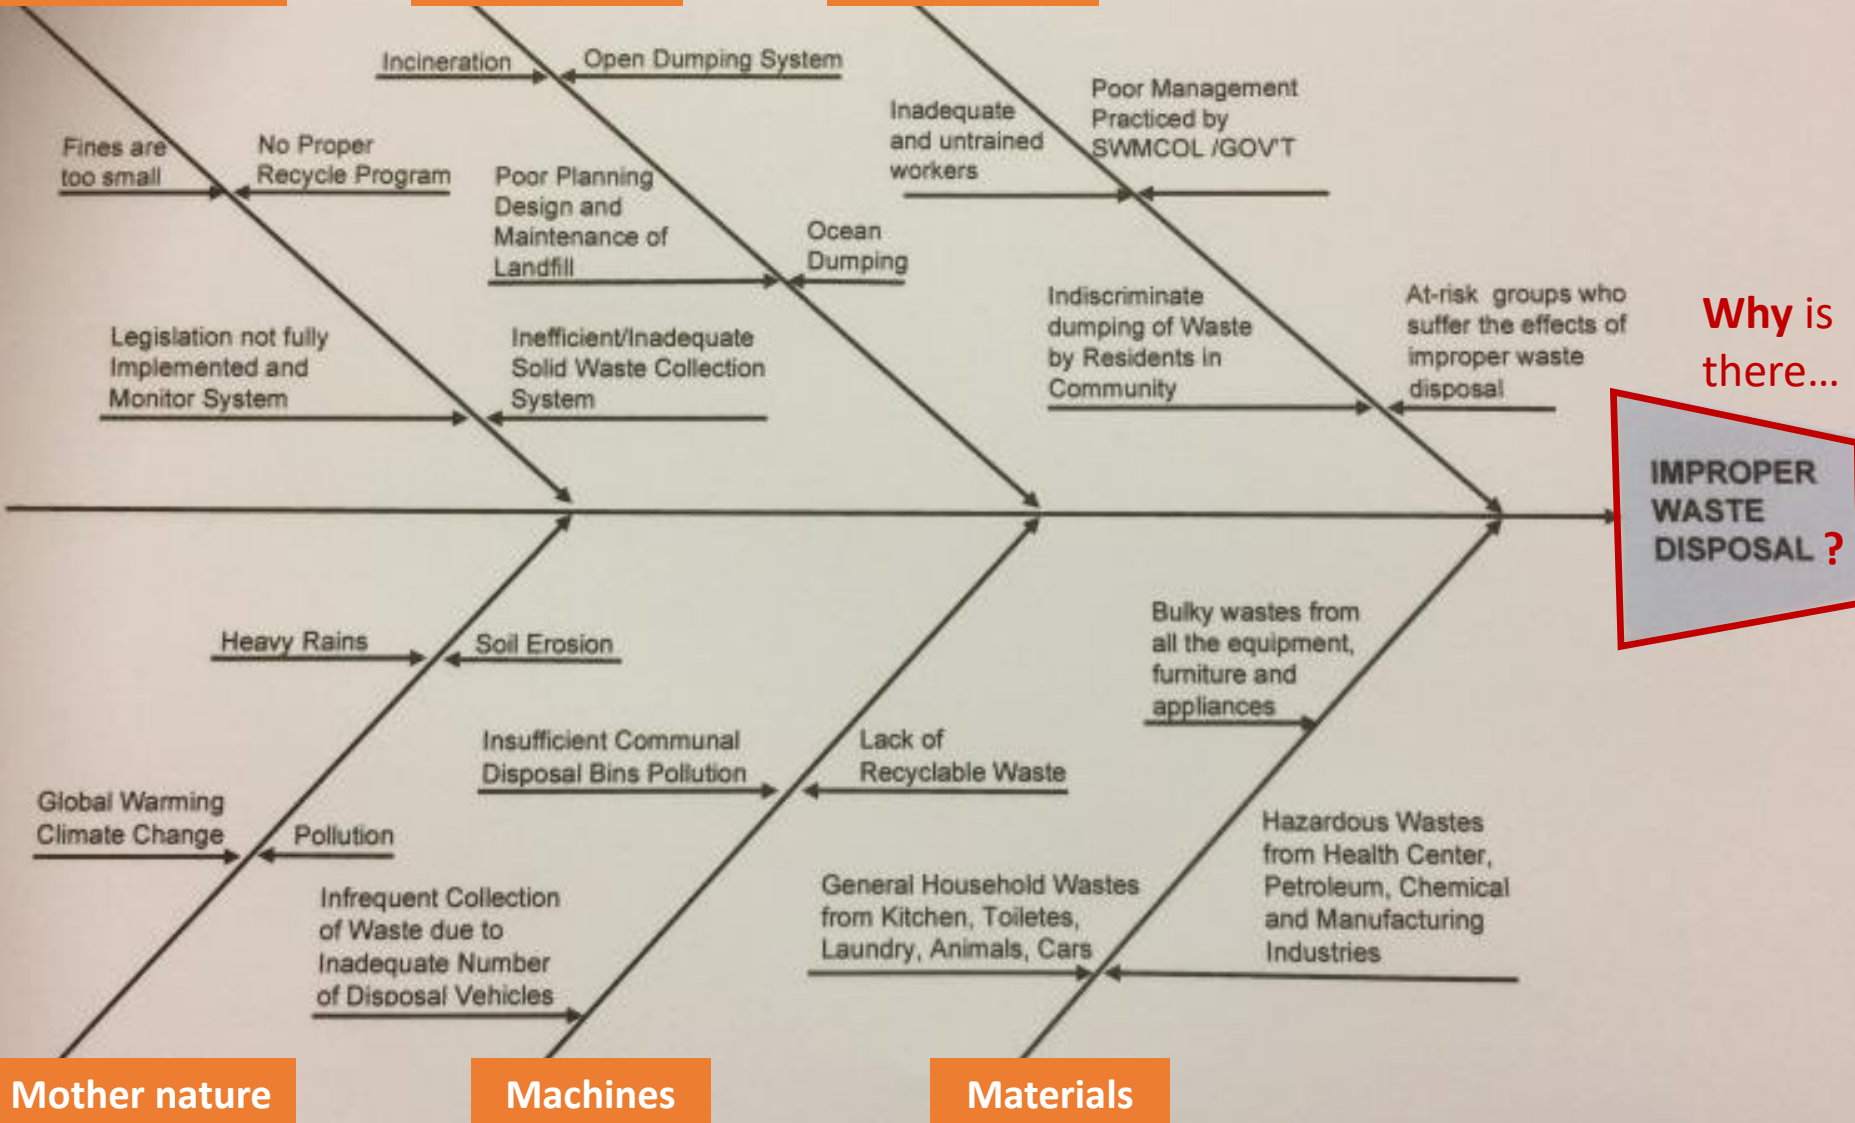 Incineration
Open Dumping System
Fines are
too small
No Proper
Recycle Program
Poor Planning
Design and
Maintenance of
Landfill
Ocean
Dumping
Inadequate
and untrained
workers
Poor Management
Practiced by
SWMCOL /GOV'T
Legislation not fully
Implemented and
Monitor System
Inefficient/Inadequate
Solid Waste Collection
System
Indiscriminate
dumping of Waste
by Residents in
Community
At-risk groups who
suffer the effects of
improper waste
disposal
Why is
there...
IMPROPER
WASTE
DISPOSAL ?
Heavy Rains
Soil Erosion
Global Warming
Climate Change
Pollution
Insufficient Communal
Disposal Bins Pollution
Lack of
Recyclable Waste
Infrequent Collection
of Waste due to
Inadequate Number
of Disposal Vehicles
Bulky wastes from
all the equipment,
furniture and
appliances
General Household Wastes
from Kitchen, Toiletes,
Laundry, Animals, Cars
Hazardous Wastes
from Health Center,
Petroleum, Chemical
and Manufacturing
Industries
Mother nature
Machines
Materials